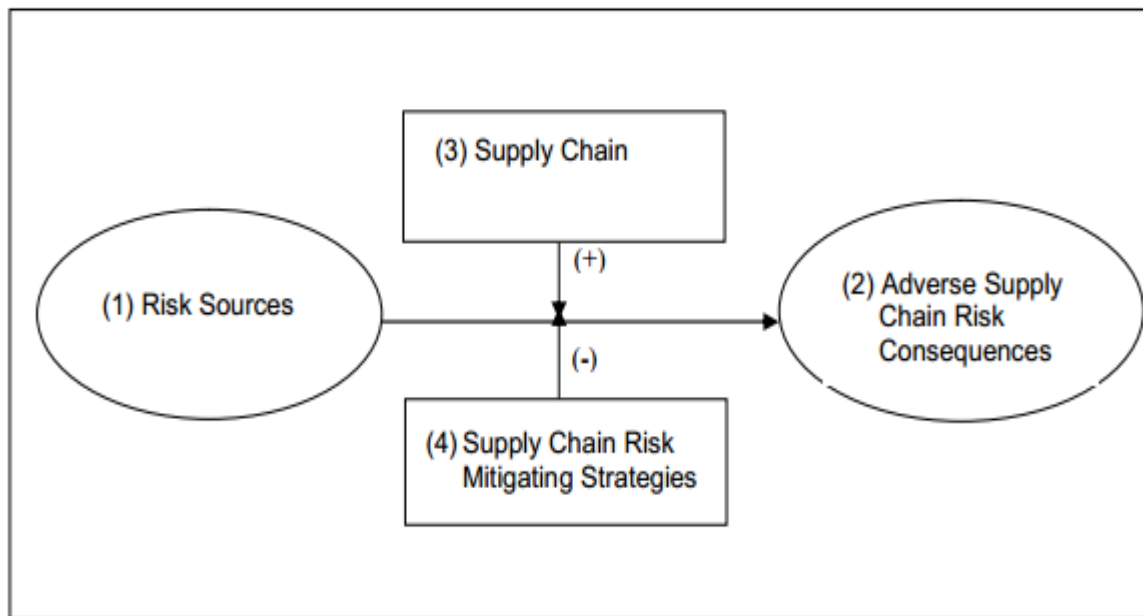 (3) Supply Chain
(+)
(1) Risk Sources
(2) Adverse Supply
Chain Risk
Consequences
(-)
(4) Supply Chain Risk
Mitigating Strategies